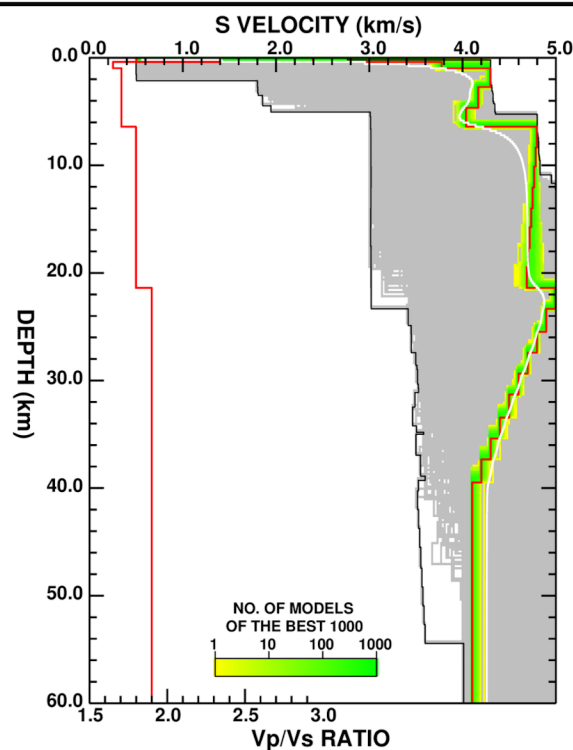 S VELOCITY (km/s)
0.0 1.0 2.0 3.0 4.0 5.0
0.0
10.0
20.0
30.0
40.0
50.0
60.0
DEPTH (km)
NO. OF MODELS
OF THE BEST 1000
1 10 100 1000
1.5 2.0 2.5 3.0
Vp/Vs RATIO